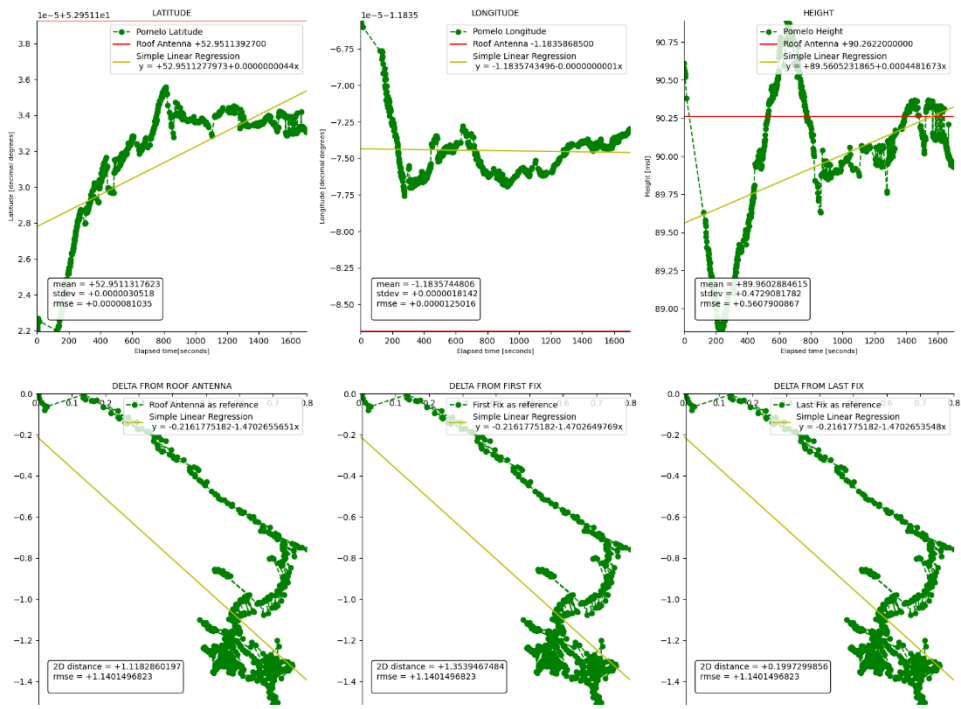 LATITUDE
1e-5+5.29511e1
Pomelo Latitude
Roof Antenna +52.9511392700
Simple Linear Regression
y = +52.9511277973+0.0000000044x
3.8
3.6
3.4
3.2
3.0
2.8
2.6
2.4
2.2
Latitude [decimal degrees]
mean = +52.9511317623
stdev = +0.0000030518
rmse = +0.0000081035
0 200 400 600 800 1000 1200 1400 1600
Elapsed time[seconds]
LONGITUDE
1e-5-1.1835
Pomelo Longitude
Roof Antenna -1.1835868500
Simple Linear Regression
y = -1.1835743496-0.0000000001x
−6.75
−7.00
−7.25
−7.50
−7.75
−8.00
−8.25
−8.50
Longitude [decimal degrees]
mean = -1.1835744806
stdev = +0.0000018142
rmse = +0.0000125016
0 200 400 600 800 1000 1200 1400 1600
Elapsed time [seconds]
HEIGHT
Pomelo Height
Roof Antenna +90.2622000000
Simple Linear Regression
y = +89.5605231865+0.0004481673x
90.75
90.50
90.25
90.00
89.75
89.50
89.25
89.00
mean = +89.9602884615
stdev = +0.4729081782
rmse = +0.5607900867
0 200 400 600 800 1000 1200 1400 1600
Elapsed time [seconds]
DELTA FROM ROOF ANTENNA
0.8
Roof Antenna as reference
Simple Linear Regression
y = -0.2161775182-1.4702655651x
0.0
−0.2
−0.4
−0.6
−0.8
−1.0
−1.2
−1.4
2D distance = +1.1182860197
rmse = +1.1401496823
DELTA FROM FIRST FIX
0.8
First Fix as reference
Simple Linear Regression
y = -0.2161775182-1.4702649769x
0.0
−0.2
−0.4
−0.6
−0.8
−1.0
−1.2
−1.4
2D distance = +1.3539467484
rmse = +1.1401496823
DELTA FROM LAST FIX
0.8
Last Fix as reference
Simple Linear Regression
y = -0.2161775182-1.4702653548x
0.0
−0.2
−0.4
−0.6
−0.8
−1.0
−1.2
−1.4
2D distance = +0.1997299856
rmse = +1.1401496823